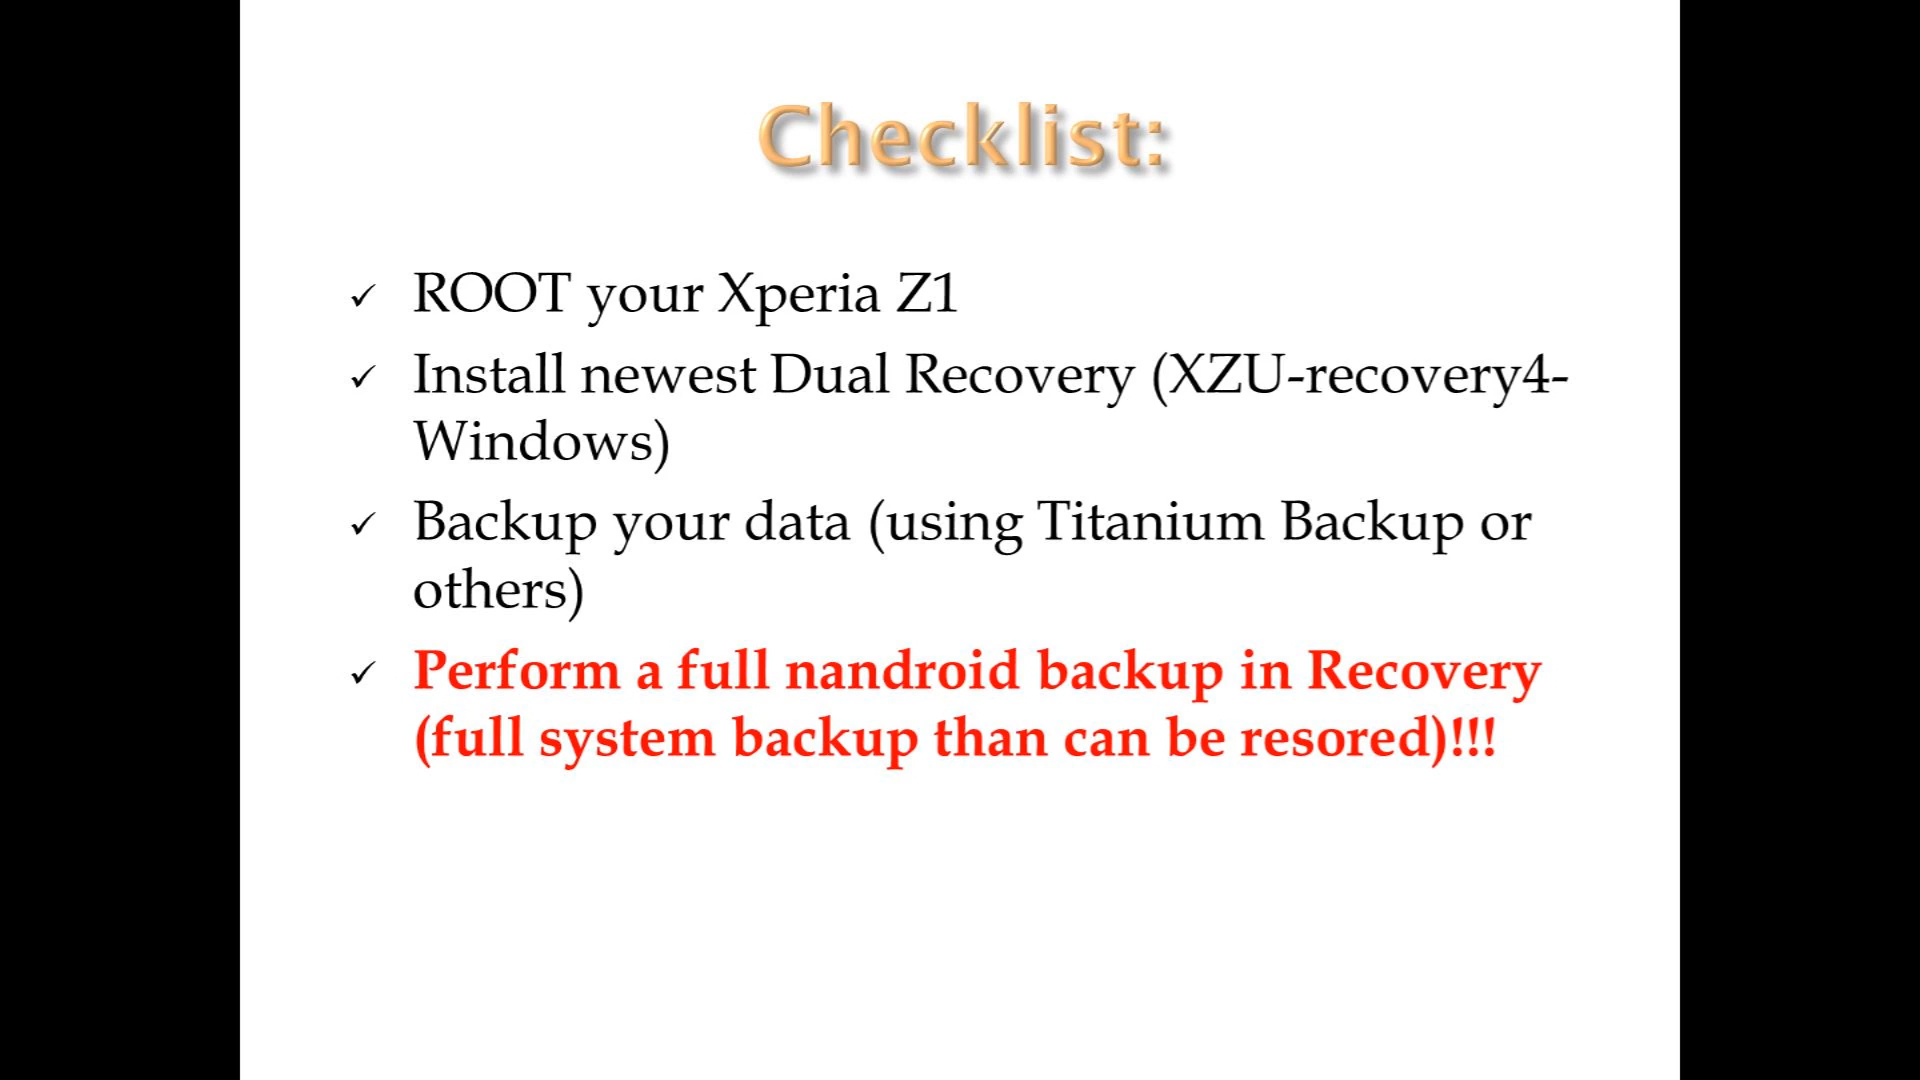 Checklist:
ROOT your Xperia Z1
Install newest Dual Recovery (XZU-recovery4-
Windows)
Backup your data (using Titanium Backup or
others)
Perform a full nandroid backup in Recovery
(full system backup than can be resored)!!!